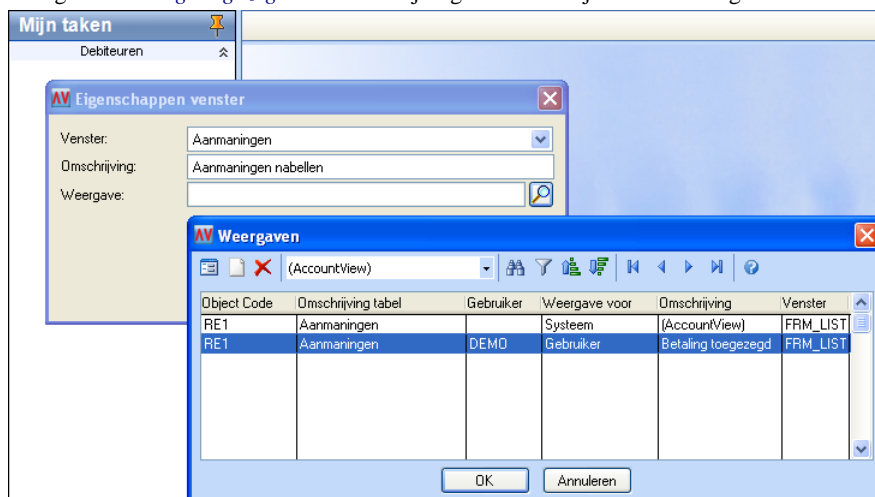 Mijn taken
Debiteuren
AV Eigenschappen venster
Venster: Aanmaningen
Omschrijving: Aanmaningen nabellen
Weergave:
AV Weergaven
(AccountView)
Object Code Omschrijving tabel Gebruiker Weergave voor Omschrijving Venster
RE1 Aanmaningen Systeem (AccountView) FRM_LIST
RE1 Aanmaningen DEMO Gebruiker Betaling toegezegd FRM_LIST
OK Annuleren